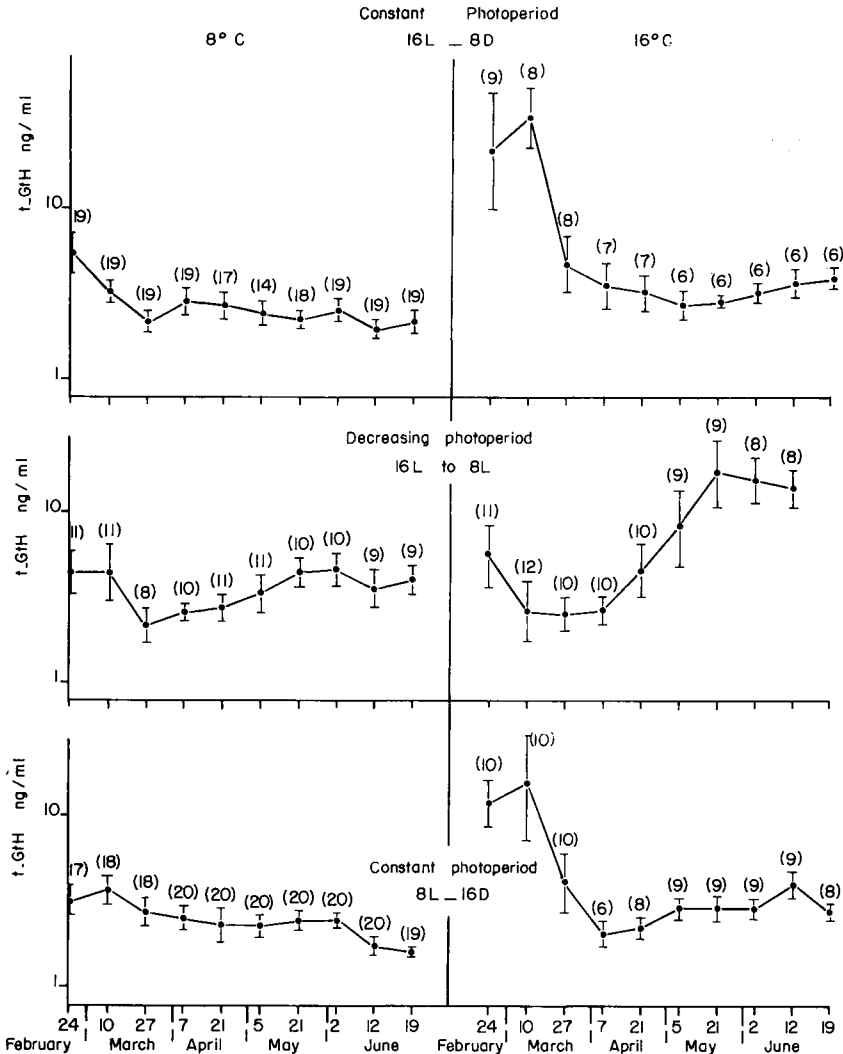 Constant Photoperiod
8°C 16L _ 8D 16°C
t_GtH ng/ml
10
1
(19) (19) (19) (19) (17) (14) (18) (19) (19) (19)
(9) (8) (8) (7) (7) (6) (6) (6) (6) (6)
Decreasing photoperiod
16L to 8L
t_GtH ng/ml
10
1
(11) (11) (8) (10) (11) (11) (10) (10) (9) (9)
(11) (12) (10) (10) (10) (9) (9) (8) (8)
Constant photoperiod
8L _ 16D
t_GtH ng/ml
10
1
(17) (18) (18) (20) (20) (20) (20) (20) (20) (19)
(10) (10) (10) (6) (8) (9) (9) (9) (9) (8)
24 10 27 7 21 5 21 2 12 19 24 10 27 7 21 5 21 2 12 19
February March April May June February March April May June